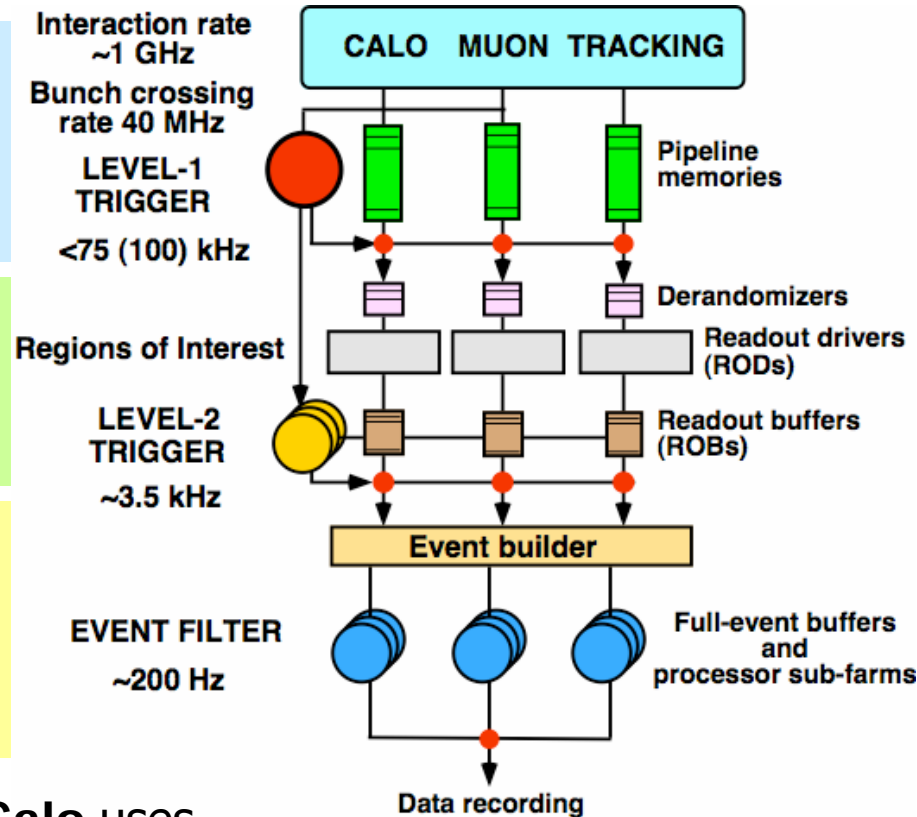 Interaction rate
~1 GHz
CALO MUON TRACKING
Bunch crossing
rate 40 MHz
LEVEL-1
TRIGGER
Pipeline
memories
<75 (100) kHz
Derandomizers
Regions of Interest
Readout drivers
(RODs)
LEVEL-2
TRIGGER
Readout buffers
(ROBs)
~3.5 kHz
Event builder
EVENT FILTER
~200 Hz
Full-event buffers
and
processor sub-farms
Data recording
Calo uses